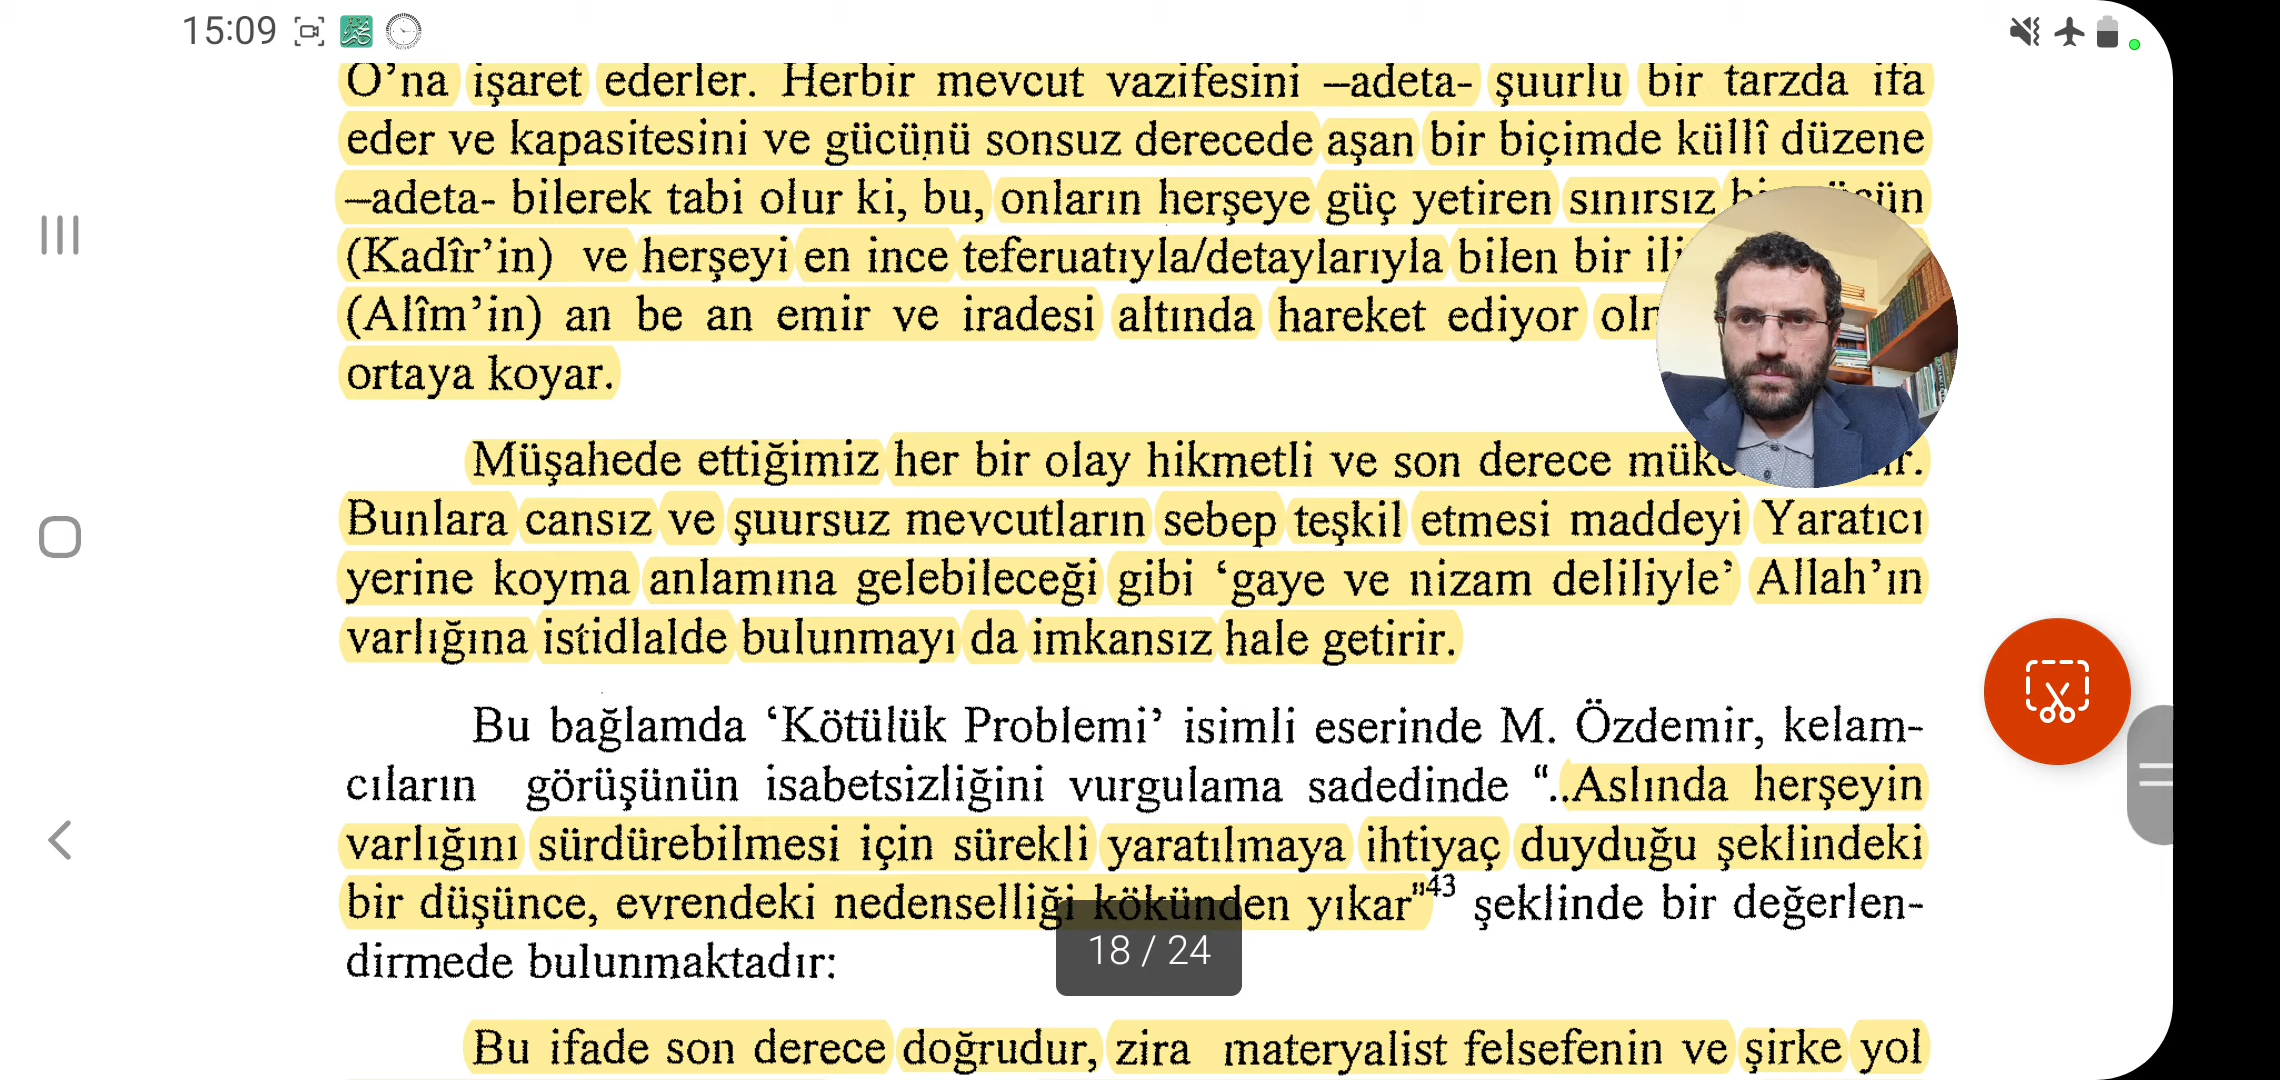 15:09
O’na işaret ederler. Herbir mevcut vazifesini –adeta- şuurlu bir tarzda ifa
eder ve kapasitesini ve gücünü sonsuz derecede aşan bir biçimde küllî düzene
–adeta- bilerek tabi olur ki, bu, onların herşeye güç yetiren sınırsız
(Kadîr’in) ve herşeyi en ince teferuatıyla/detaylarıyla bilen bir
(Alîm’in) an be an emir ve iradesi altında hareket ediyor
ortaya koyar.
Müşahede ettiğimiz her bir olay hikmetli ve son derece
Bunlara cansız ve şuursuz mevcutların sebep teşkil etmesi maddeyi Yaratıcı
yerine koyma anlamına gelebileceği gibi ‘gaye ve nizam deliliyle’ Allah’ın
varlığına istidlalde bulunmayı da imkansız hale getirir.
Bu bağlamda ‘Kötülük Problemi’ isimli eserinde M. Özdemir, kelam-
cıların görüşünün isabetsizliğini vurgulama sadedinde “..Aslında herşeyin
varlığını sürdürebilmesi için sürekli yaratılmaya ihtiyaç duyduğu şeklindeki
bir düşünce, evrendeki nedenselliği kökünden yıkar”43 şeklinde bir değerlen-
dirmede bulunmaktadır:
18 / 24
Bu ifade son derece doğrudur, zira materyalist felsefenin ve şirke yol